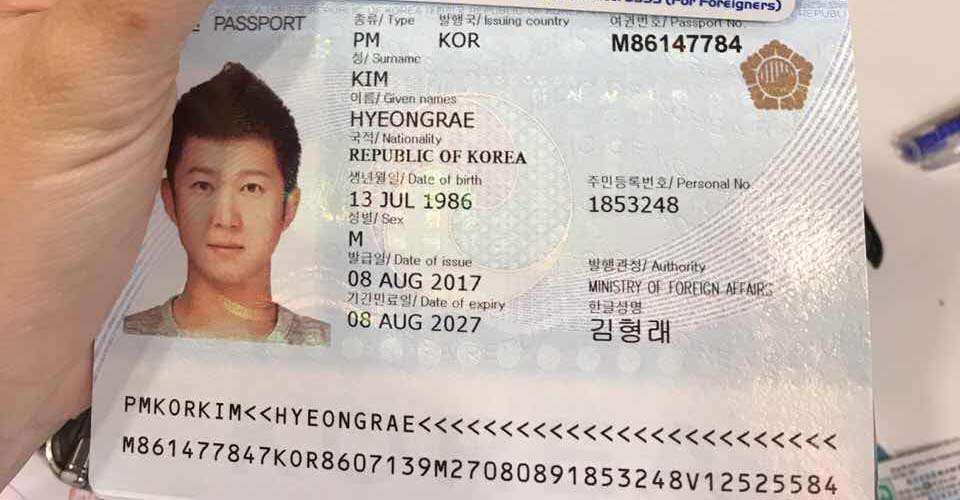 (For Foreigners)
PASSPORT
종류/ Type 발행국/ Issuing country 여권번호/ Passport No.
PM KOR M86147784
성/ Surname
KIM
이름/ Given names
HYEONGRAE
국적/ Nationality
REPUBLIC OF KOREA
생년월일/ Date of birth 주민등록번호/ Personal No.
13 JUL 1986 1853248
성별/ Sex
M
발급일/ Date of issue 발행관청/ Authority
08 AUG 2017 MINISTRY OF FOREIGN AFFAIRS
기간만료일/ Date of expiry 한글성명
08 AUG 2027 김형래
PMKORKIM<<HYEONGRAE<<<<<<<<<<<<<<<<<<<<<<<<<
M861477847KOR8607139M27080891853248V12525584